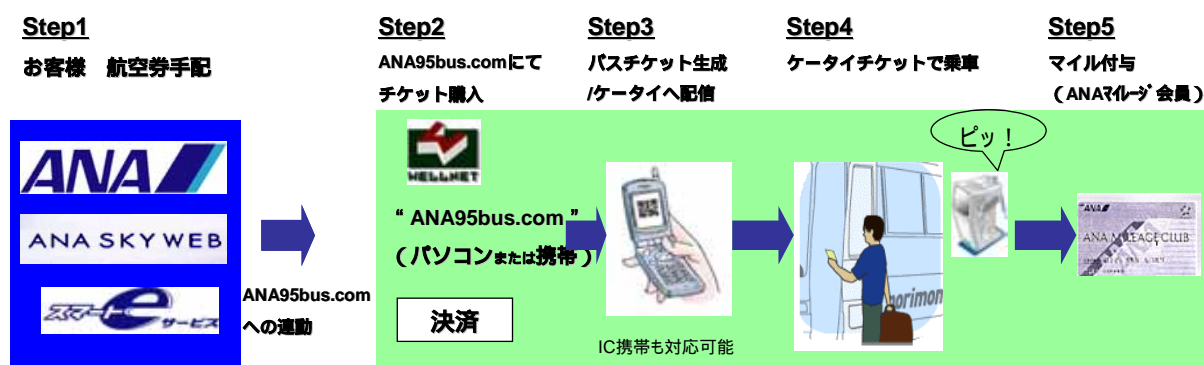 Step1
お客様　航空券手配
ANA
ANA SKY WEB
スマートeサービス
ANA95bus.com
への連動
Step2
ANA95bus.comにて
チケット購入
WELLNET
“ ANA95bus.com ”
（パソコンまたは携帯）
決済
Step3
バスチケット生成
/ケータイへ配信
IC携帯も対応可能
Step4
ケータイチケットで乗車
ピッ！
norimon
Step5
マイル付与
（ANAﾏｲﾚｰｼﾞ会員）
ANA
ANA MILEAGE CLUB